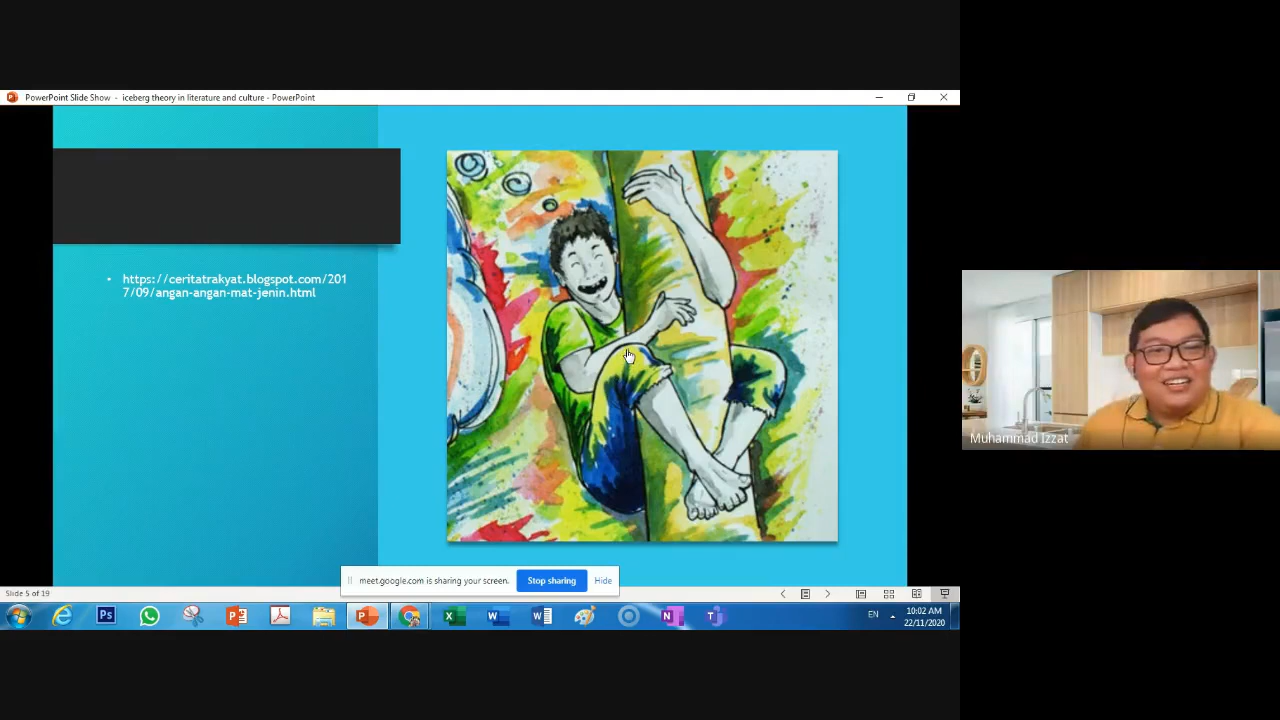 PowerPoint Slide Show - iceberg theory in literature and culture - PowerPoint
• https://ceritatrakyat.blogspot.com/201
7/09/angan-angan-mat-jenin.html
Muhammad Izzat
meet.google.com is sharing your screen.
Stop sharing
Hide
Slide 5 of 19
EN
10:02 AM
22/11/2020